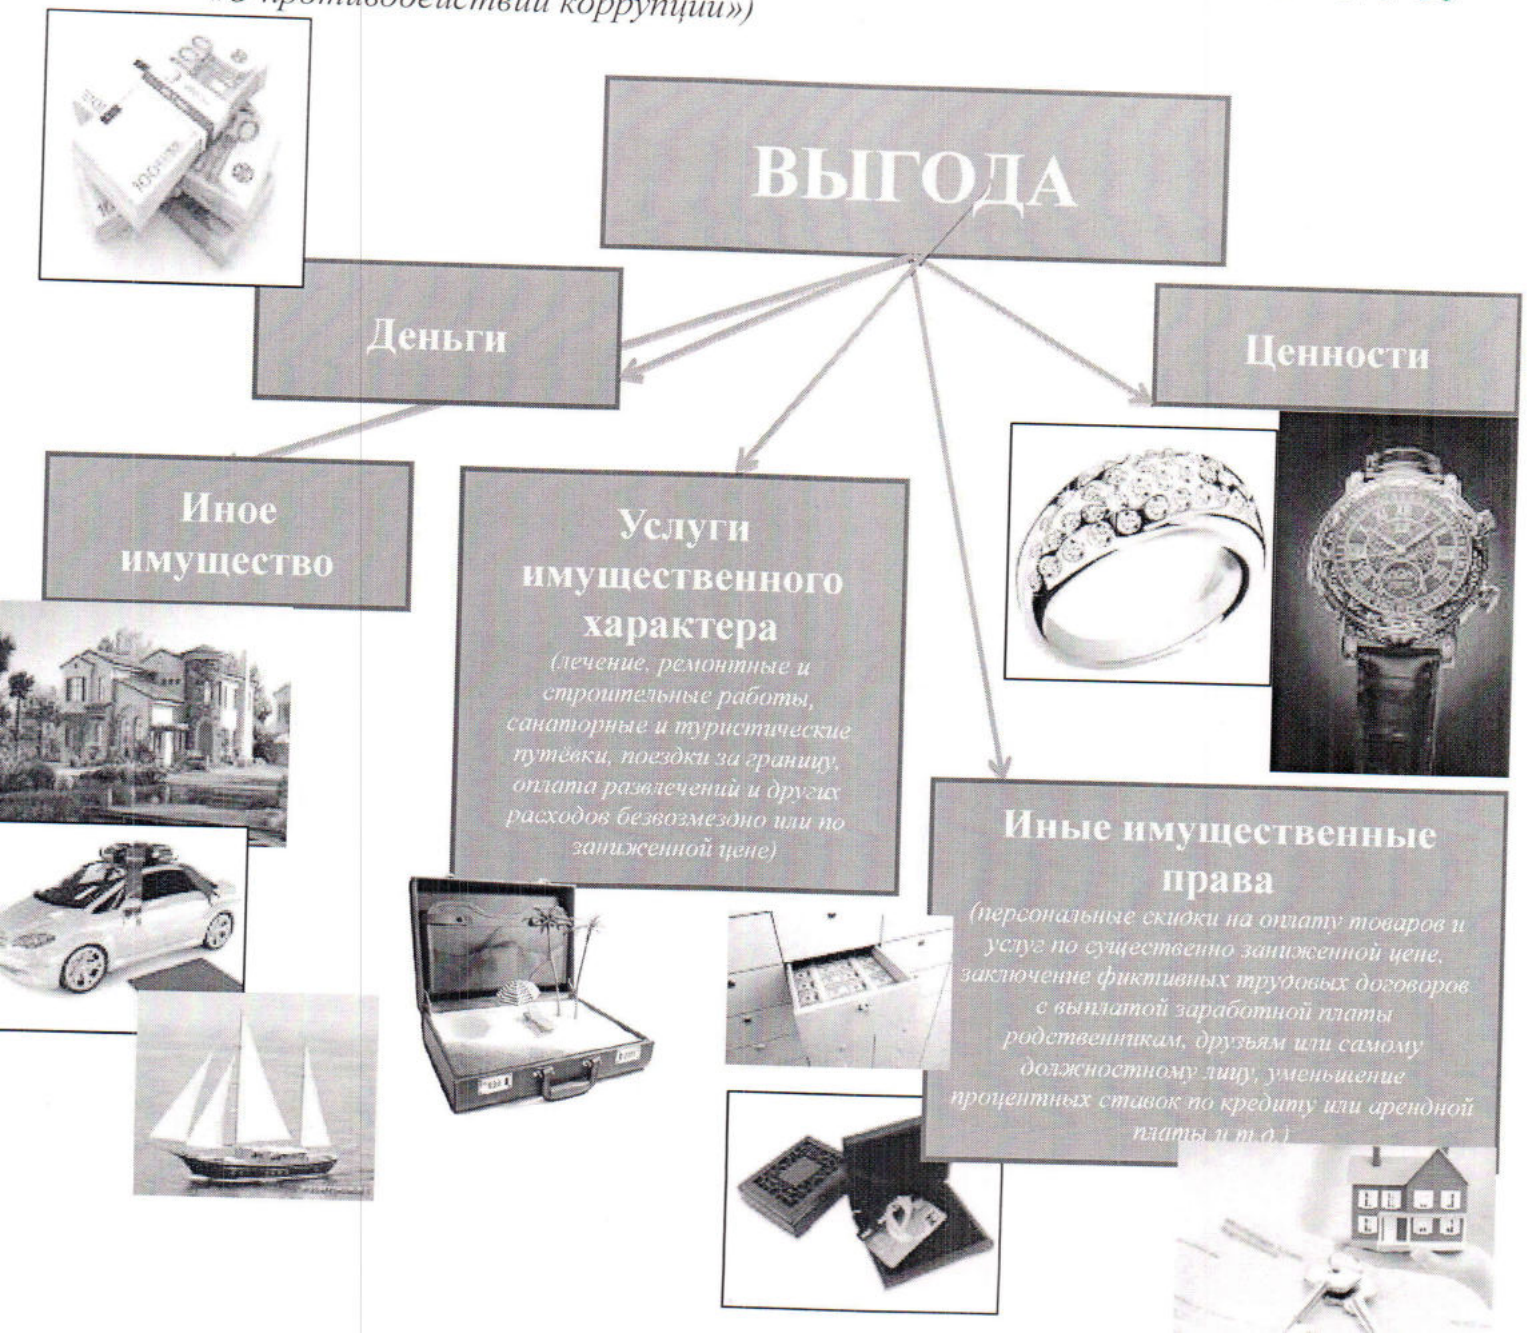 противодействии коррупции»)
ВЫГОДА
Деньги
Ценности
Иное
имущество
Услуги
имущественного
характера
(лечение, ремонтные и
строительные работы,
санаторные и туристические
путёвки, поездки за границу,
оплата развлечений и других
расходов безвозмездно или по
заниженной цене)
Иные имущественные
права
(персональные скидки на оплату товаров и
услуг по существенно заниженной цене,
заключение фиктивных трудовых договоров
с выплатой заработной платы
родственникам, друзьям или самому
должностному лицу, уменьшение
процентных ставок по кредиту или арендной
платы и т.д.)